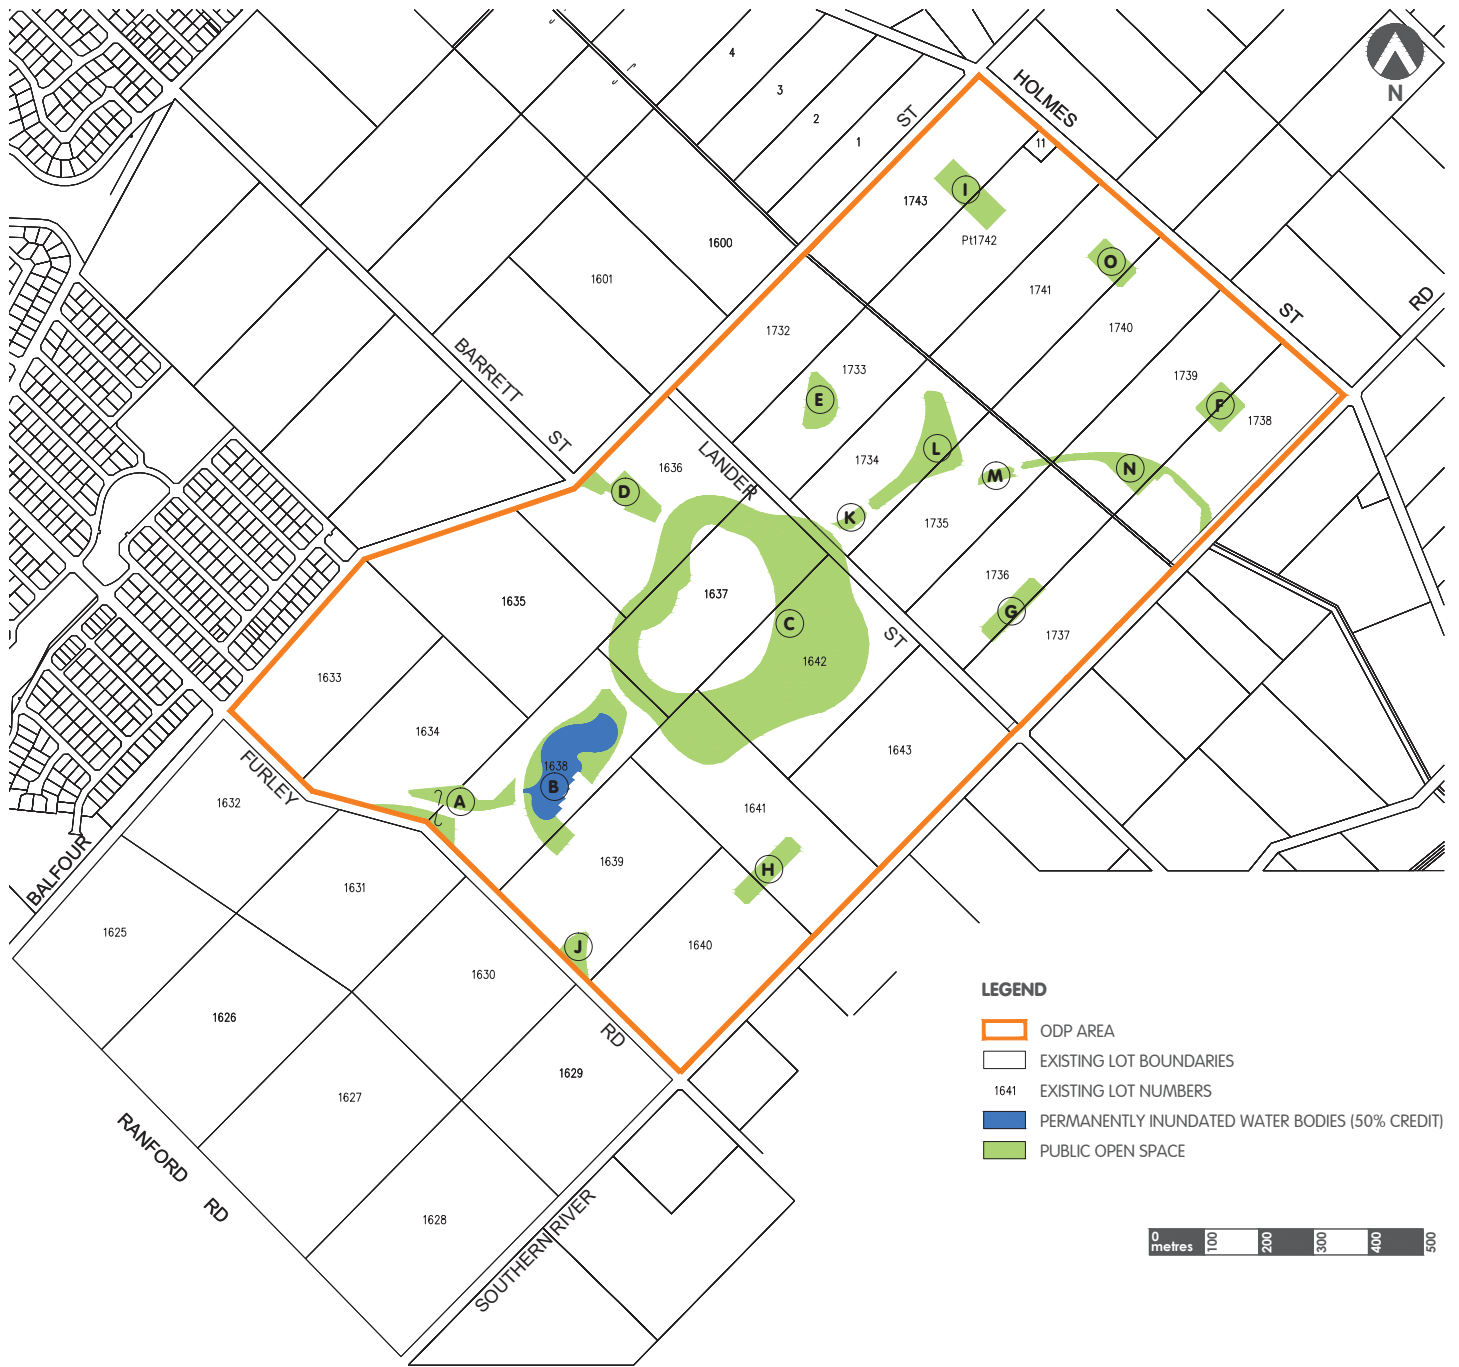 4
3
2
1
ST
HOLMES
N
11
I
1743
Pt1742
1600
1601
O
1741
ST
RD
1732
1740
BARRETT
1733
1739
E
F
1738
ST
LANDER
L
1636
1734
N
M
D
K
1735
1637
1736
1635
G
C
ST
1737
1642
1633
1634
1643
FURLEY
1638
B
1632
A
1641
BALFOUR
1639
H
1631
1625
J
1640
1630
1626
RD
1629
1627
RANFORD
RD
1628
SOUTHERN RIVER
LEGEND
ODP AREA
EXISTING LOT BOUNDARIES
1641 EXISTING LOT NUMBERS
PERMANENTLY INUNDATED WATER BODIES (50% CREDIT)
PUBLIC OPEN SPACE
0 100 200 300 400 500
metres